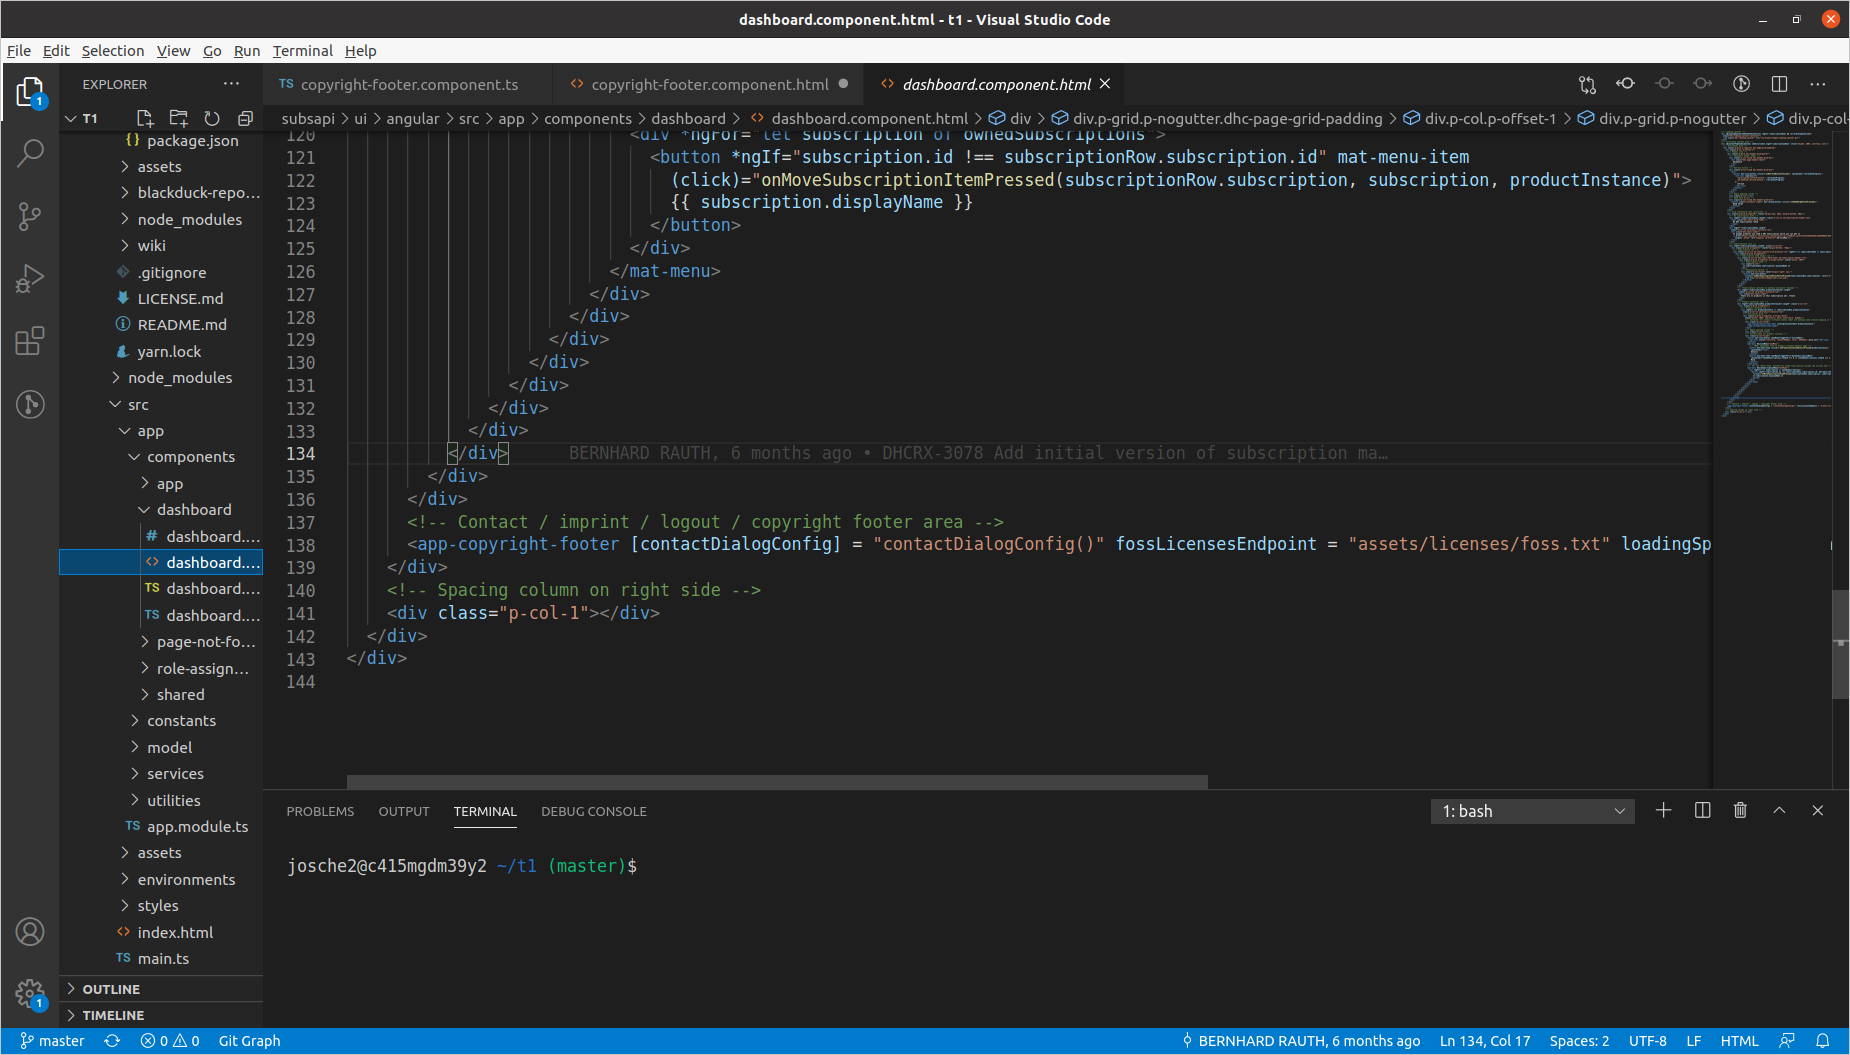 dashboard.component.html - t1 - Visual Studio Code
File Edit Selection View Go Run Terminal Help
EXPLORER
TS copyright-footer.component.ts
<> copyright-footer.component.html
<> dashboard.component.html
T1
subsapi > ui > angular > src > app > components > dashboard > <> dashboard.component.html > div > div.p-grid.p-nogutter.dhc-page-grid-padding > div.p-col.p-offset-1 > div.p-grid.p-nogutter > div.p-col-
{} package.json
> assets
> blackduck-repo...
> node_modules
> wiki
.gitignore
LICENSE.md
README.md
yarn.lock
> node_modules
src
app
components
> app
dashboard
# dashboard....
<> dashboard....
TS dashboard....
TS dashboard....
> page-not-fo...
> role-assign...
> shared
> constants
> model
> services
> utilities
TS app.module.ts
> assets
> environments
> styles
<> index.html
TS main.ts
> OUTLINE
> TIMELINE
120 <div *ngFor="let subscription of ownedSubscriptions">
121 <button *ngIf="subscription.id !== subscriptionRow.subscription.id" mat-menu-item
122 (click)="onMoveSubscriptionItemPressed(subscriptionRow.subscription, subscription, productInstance)">
123 {{ subscription.displayName }}
124 </button>
125 </div>
126 </mat-menu>
127 </div>
128 </div>
129 </div>
130 </div>
131 </div>
132 </div>
133 </div>
134 </div> BERNHARD RAUTH, 6 months ago • DHCRX-3078 Add initial version of subscription ma…
135 </div>
136 </div>
137 <!-- Contact / imprint / logout / copyright footer area -->
138 <app-copyright-footer [contactDialogConfig] = "contactDialogConfig()" fossLicensesEndpoint = "assets/licenses/foss.txt" loadingSp
139 </div>
140 <!-- Spacing column on right side -->
141 <div class="p-col-1"></div>
142 </div>
143 </div>
144
PROBLEMS OUTPUT TERMINAL DEBUG CONSOLE
1: bash
josche2@c415mgdm39y2 ~/t1 (master)$
1
1
master 0 0 Git Graph
BERNHARD RAUTH, 6 months ago Ln 134, Col 17 Spaces: 2 UTF-8 LF HTML